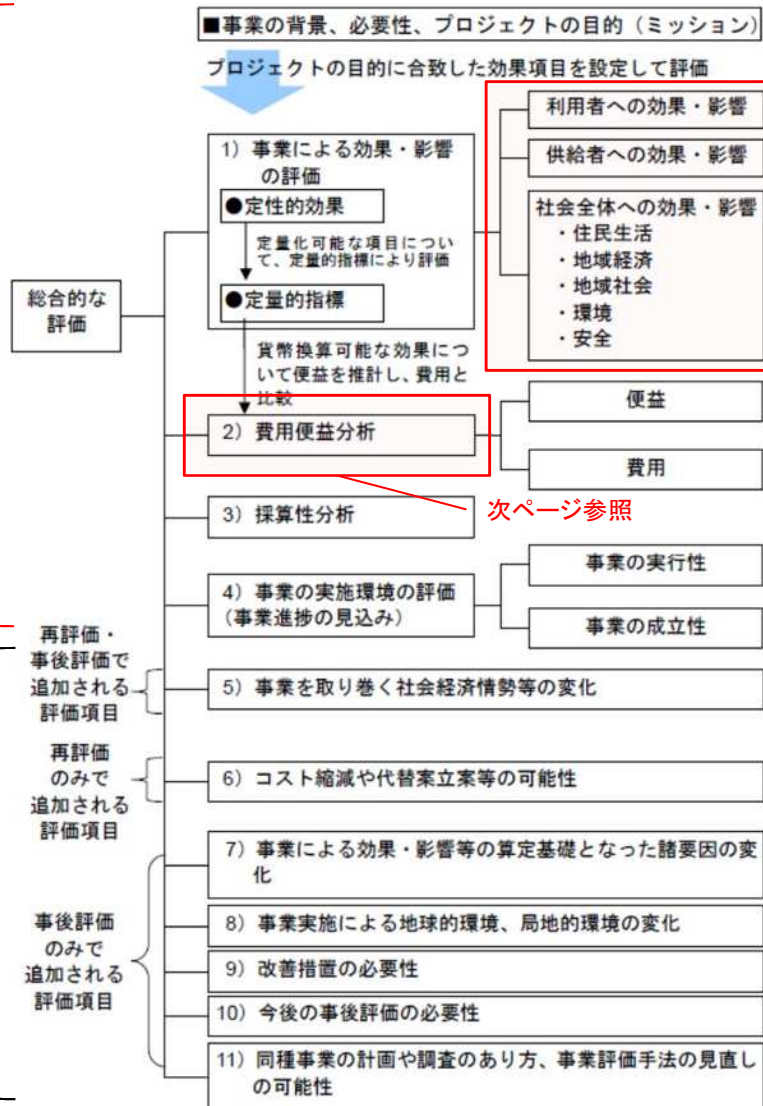 ■事業の背景、必要性、プロジェクトの目的（ミッション）
プロジェクトの目的に合致した効果項目を設定して評価
総合的な
評価
1）事業による効果・影響
の評価
●定性的効果
定量化可能な項目につい
て、定量的指標により評価
●定量的指標
利用者への効果・影響
供給者への効果・影響
社会全体への効果・影響
・住民生活
・地域経済
・地域社会
・環境
・安全
貨幣換算可能な効果につ
いて便益を推計し、費用と
比較
2）費用便益分析
便益
費用
次ページ参照
3）採算性分析
4）事業の実施環境の評価
（事業進捗の見込み）
事業の実行性
事業の成立性
再評価・
事後評価で
追加される
評価項目
5）事業を取り巻く社会経済情勢等の変化
再評価
のみで
追加される
評価項目
6）コスト縮減や代替案立案等の可能性
事後評価
のみで
追加される
評価項目
7）事業による効果・影響等の算定基礎となった諸要因の変
化
8）事業実施による地球的環境、局地的環境の変化
9）改善措置の必要性
10）今後の事後評価の必要性
11）同種事業の計画や調査のあり方、事業評価手法の見直し
の可能性